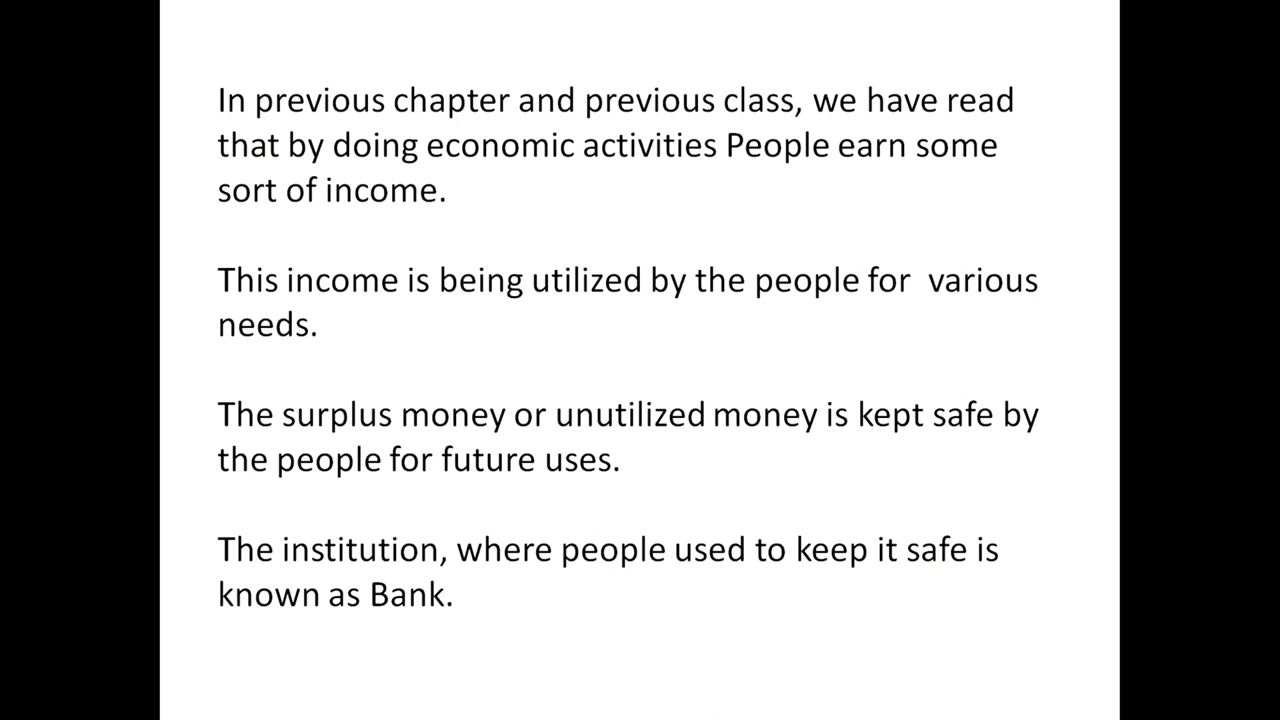 In previous chapter and previous class, we have read
that by doing economic activities People earn some
sort of income.
This income is being utilized by the people for  various
needs.
The surplus money or unutilized money is kept safe by
the people for future uses.
The institution, where people used to keep it safe is
known as Bank.